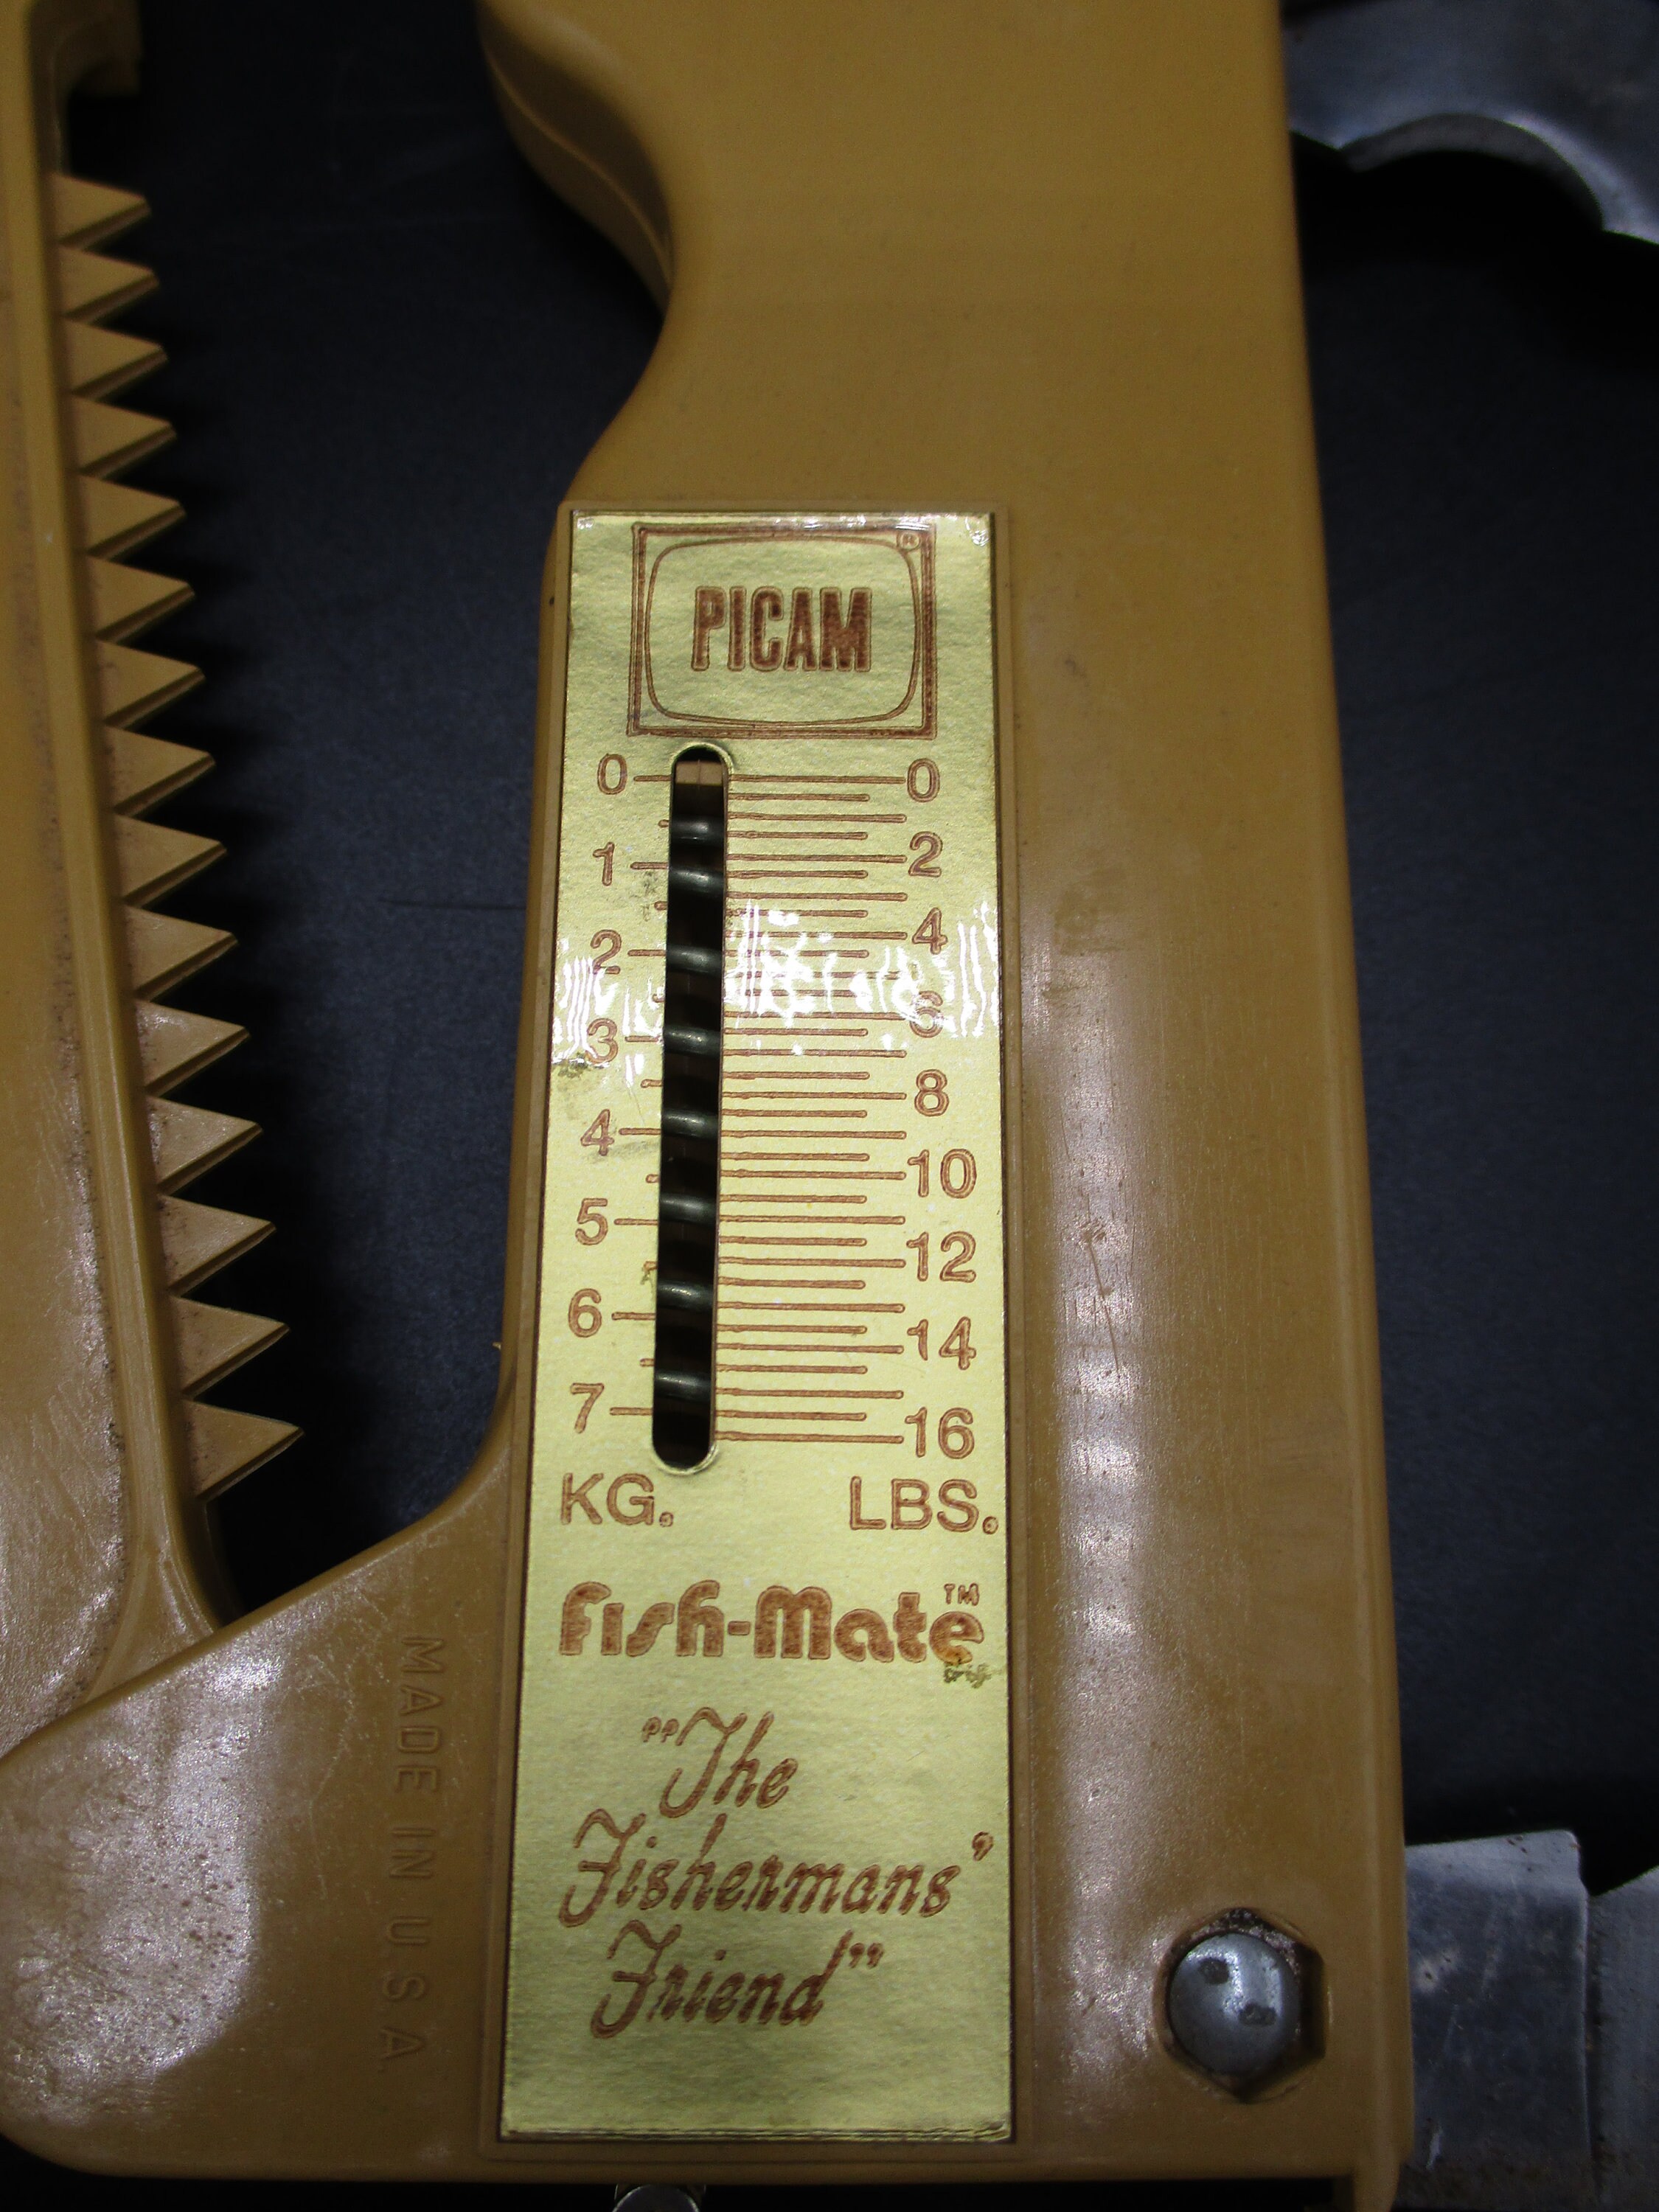 ®
PICAM
0 0
1 2
2 4
3 6
4 8
5 10
6 12
7 14
16
KG. LBS.
Fish-Mate™
"The
Fishermans'
Friend"
MADE IN U.S.A